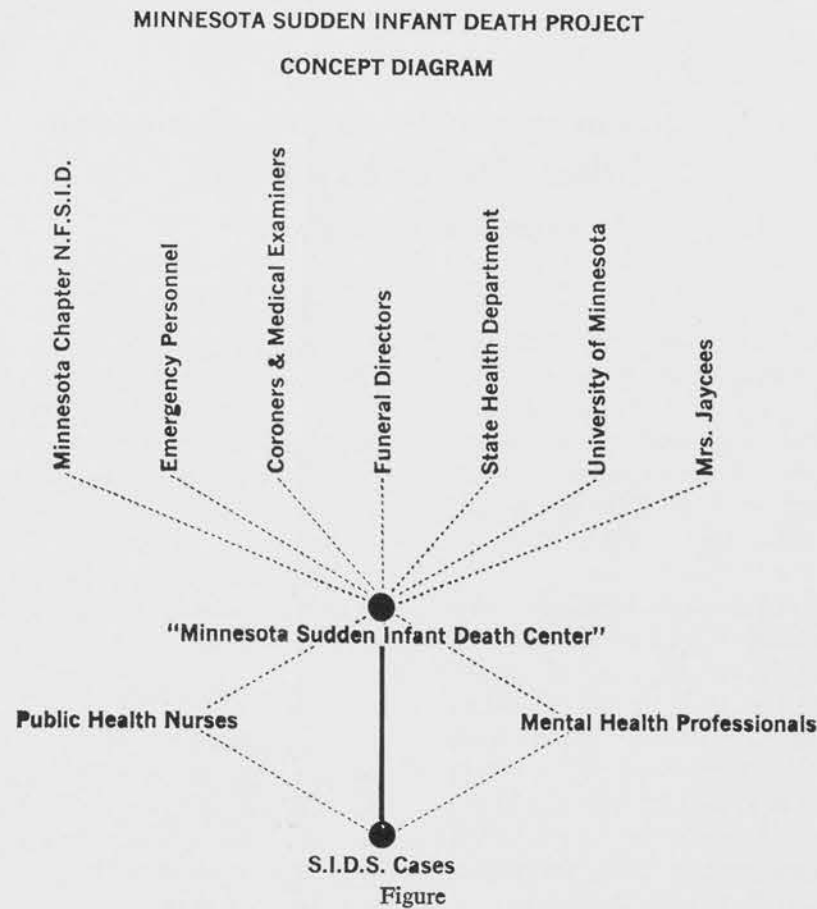 MINNESOTA SUDDEN INFANT DEATH PROJECT
CONCEPT DIAGRAM
Minnesota Chapter N.F.S.I.D.
Emergency Personnel
Coroners & Medical Examiners
Funeral Directors
State Health Department
University of Minnesota
Mrs. Jaycees
"Minnesota Sudden Infant Death Center"
Public Health Nurses
Mental Health Professionals
S.I.D.S. Cases
Figure